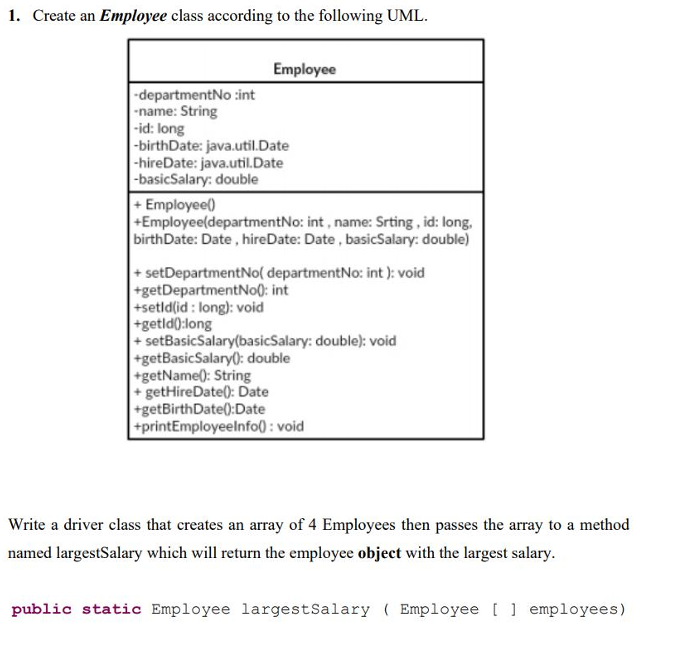 1. Create an Employee class according to the following UML.
Employee
-departmentNo :int
-name: String
-id: long
-birthDate: java.util.Date
-hireDate: java.util.Date
-basicSalary: double
+ Employee()
+Employee(departmentNo: int , name: Srting , id: long,
birthDate: Date , hireDate: Date , basicSalary: double)
+ setDepartmentNo( departmentNo: int ): void
+getDepartmentNo(): int
+setId(id : long): void
+getId():long
+ setBasicSalary(basicSalary: double): void
+getBasicSalary(): double
+getName(): String
+ getHireDate(): Date
+getBirthDate():Date
+printEmployeeInfo() : void
Write a driver class that creates an array of 4 Employees then passes the array to a method
named largestSalary which will return the employee object with the largest salary.
public static Employee largestSalary ( Employee [ ] employees)